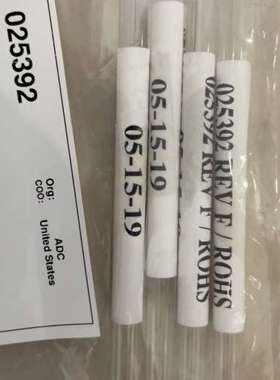 025392
Org: ADC
COO: United States
05-15-19
05-15-19
025392 REV F / ROHS
025392 REV F / ROHS